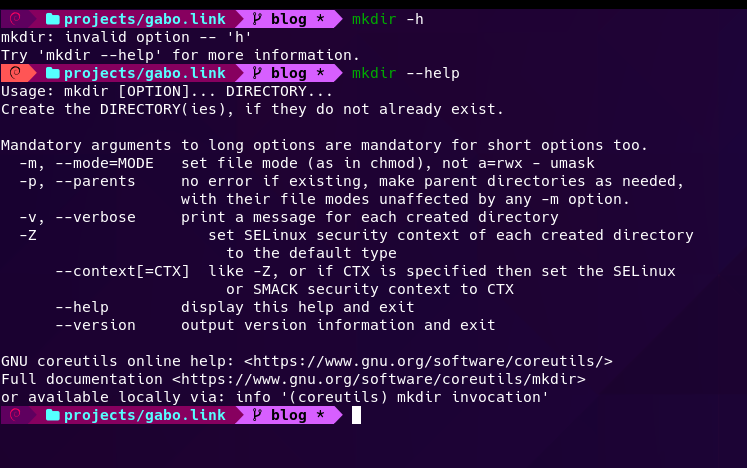 projects/gabo.link blog * mkdir -h
mkdir: invalid option -- 'h'
Try 'mkdir --help' for more information.
projects/gabo.link blog * mkdir --help
Usage: mkdir [OPTION]... DIRECTORY...
Create the DIRECTORY(ies), if they do not already exist.

Mandatory arguments to long options are mandatory for short options too.
  -m, --mode=MODE   set file mode (as in chmod), not a=rwx - umask
  -p, --parents     no error if existing, make parent directories as needed,
                    with their file modes unaffected by any -m option.
  -v, --verbose     print a message for each created directory
  -Z                   set SELinux security context of each created directory
                         to the default type
      --context[=CTX]  like -Z, or if CTX is specified then set the SELinux
                         or SMACK security context to CTX
      --help        display this help and exit
      --version     output version information and exit

GNU coreutils online help: <https://www.gnu.org/software/coreutils/>
Full documentation <https://www.gnu.org/software/coreutils/mkdir>
or available locally via: info '(coreutils) mkdir invocation'
projects/gabo.link blog *